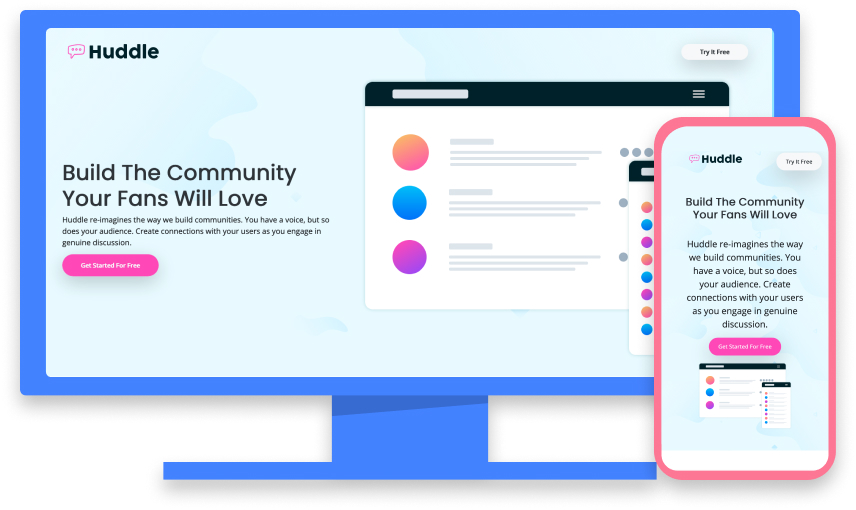 Huddle
Try It Free
Build The Community
Your Fans Will Love
Huddle re-imagines the way we build communities. You have a voice, but so
does your audience. Create connections with your users as you engage in
genuine discussion.
Get Started For Free
Huddle
Try It Free
Build The Community
Your Fans Will Love
Huddle re-imagines the way
we build communities. You
have a voice, but so does
your audience. Create
connections with your users
as you engage in genuine
discussion.
Get Started For Free